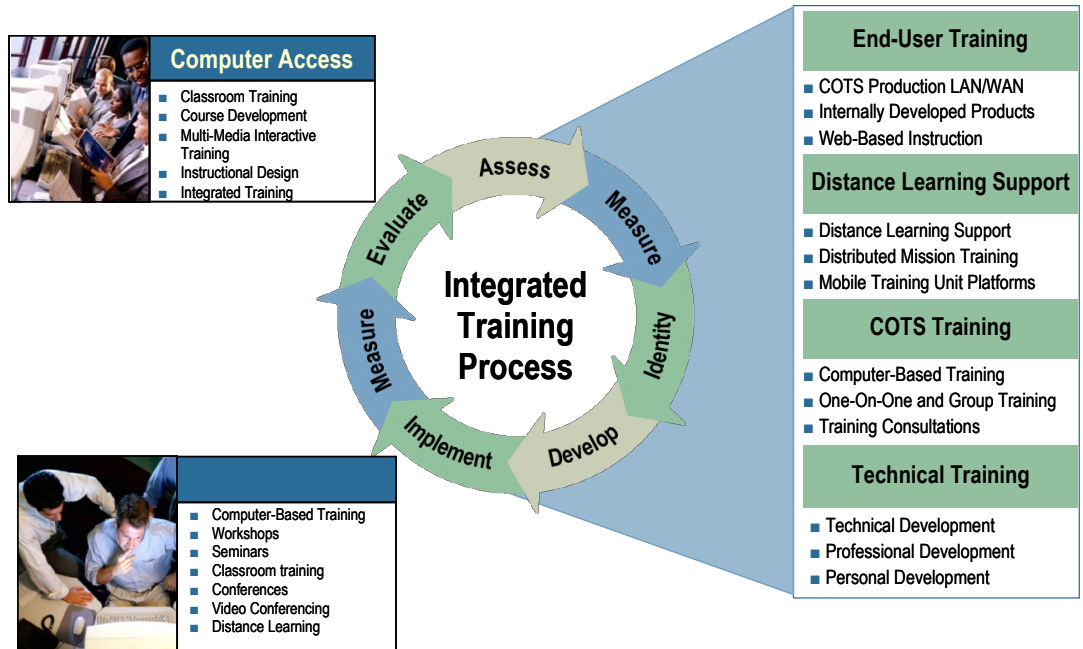 Computer Access
Classroom Training
Course Development
Multi-Media Interactive
Training
Instructional Design
Integrated Training
Assess
Measure
Identity
Develop
Implement
Measure
Evaluate
Integrated
Training
Process
Computer-Based Training
Workshops
Seminars
Classroom training
Conferences
Video Conferencing
Distance Learning
End-User Training
COTS Production LAN/WAN
Internally Developed Products
Web-Based Instruction
Distance Learning Support
Distance Learning Support
Distributed Mission Training
Mobile Training Unit Platforms
COTS Training
Computer-Based Training
One-On-One and Group Training
Training Consultations
Technical Training
Technical Development
Professional Development
Personal Development